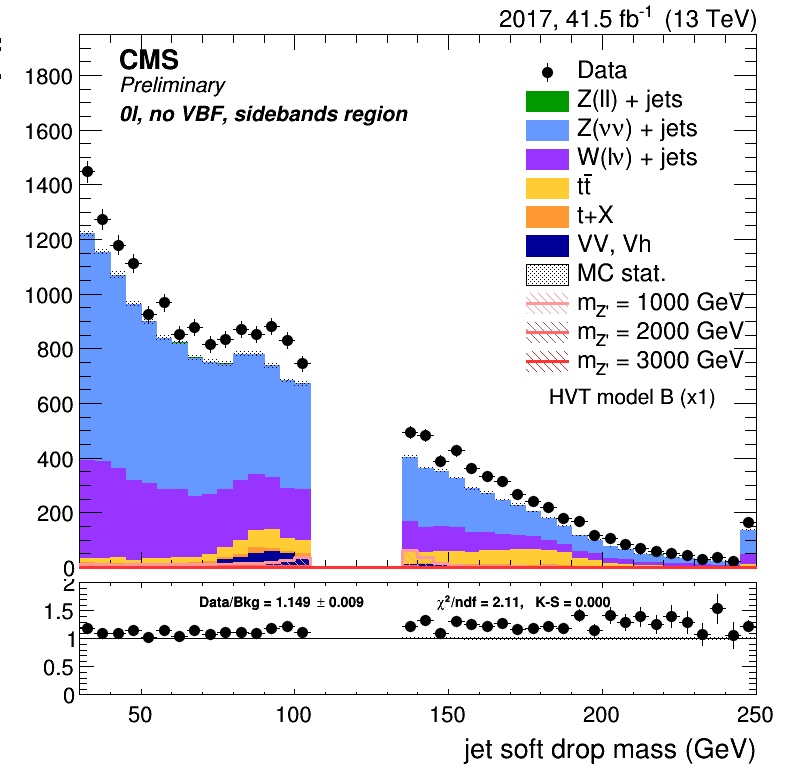 2017, 41.5 fb⁻¹ (13 TeV)
CMS
Preliminary
0l, no VBF, sidebands region
Data
Z(ll) + jets
Z(νν) + jets
W(lν) + jets
tt̄
t+X
VV, Vh
MC stat.
m_Z' = 1000 GeV
m_Z' = 2000 GeV
m_Z' = 3000 GeV
HVT model B (x1)
1800
1600
1400
1200
1000
800
600
400
200
0
Data/Bkg = 1.149 ± 0.009
χ²/ndf = 2.11, K-S = 0.000
2
1.5
1
0.5
0
50
100
150
200
250
jet soft drop mass (GeV)